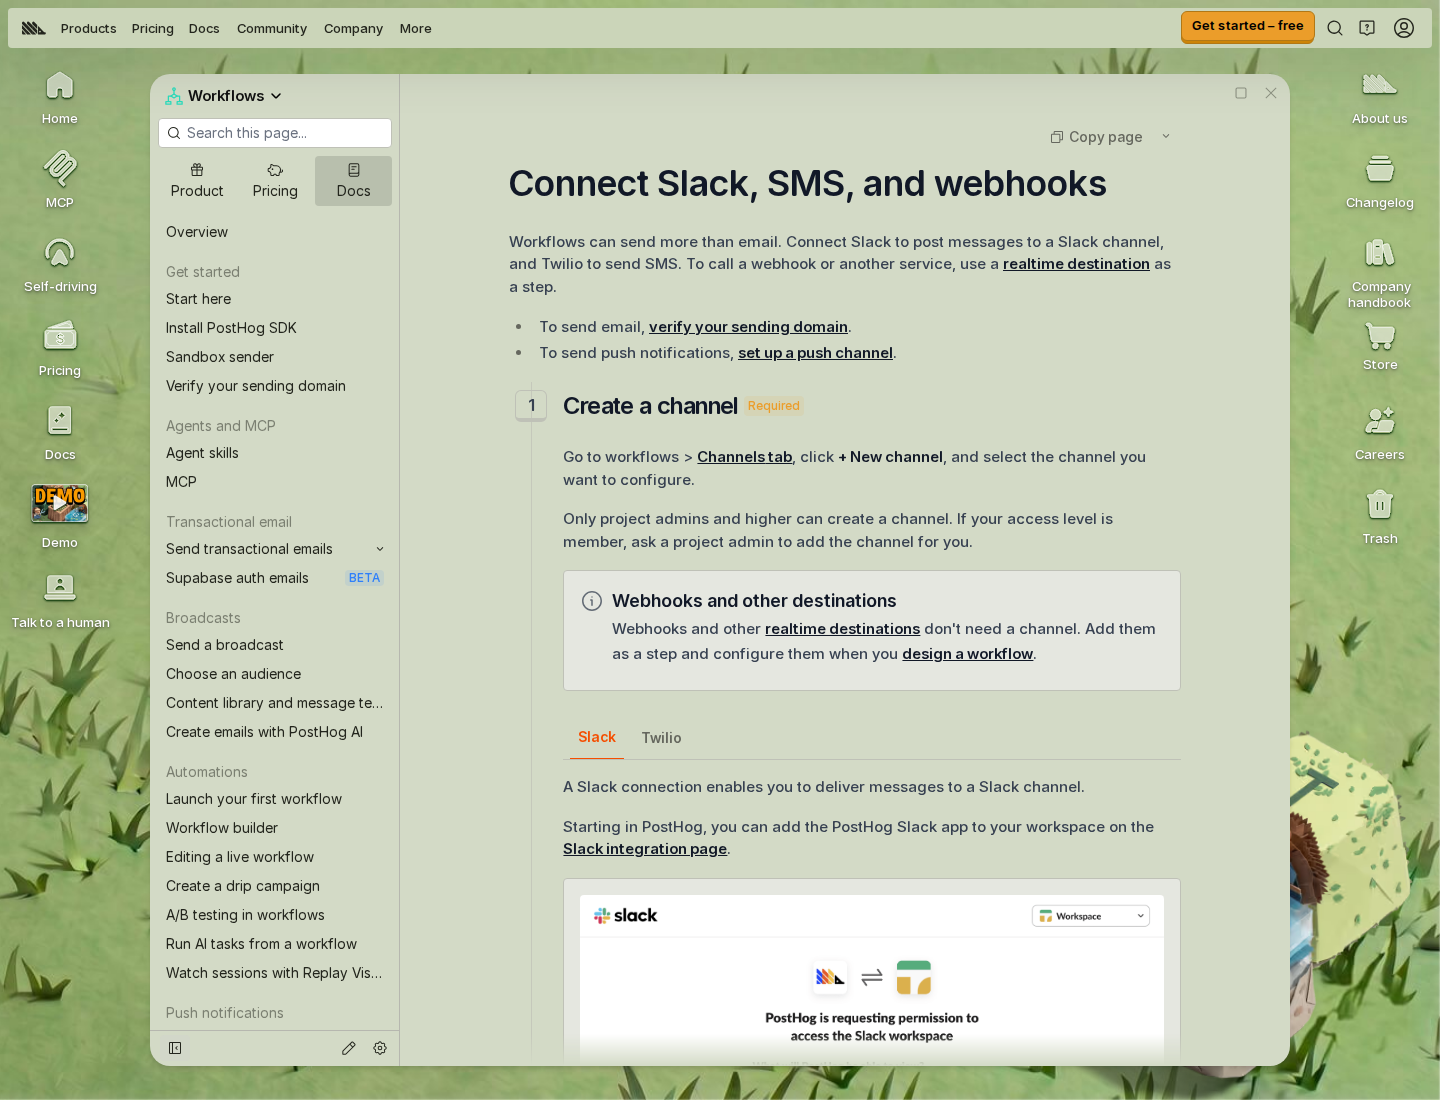 Products
Pricing
Docs
Community
Company
More
Get started – free
Home
MCP
Self-driving
Pricing
Docs
DEMO
Demo
Talk to a human
Workflows
Search this page...
Product
Pricing
Docs
Overview
Get started
Start here
Install PostHog SDK
Sandbox sender
Verify your sending domain
Agents and MCP
Agent skills
MCP
Transactional email
Send transactional emails
Supabase auth emails BETA
Broadcasts
Send a broadcast
Choose an audience
Content library and message te...
Create emails with PostHog AI
Automations
Launch your first workflow
Workflow builder
Editing a live workflow
Create a drip campaign
A/B testing in workflows
Run AI tasks from a workflow
Watch sessions with Replay Vis...
Push notifications
Copy page
Connect Slack, SMS, and webhooks
Workflows can send more than email. Connect Slack to post messages to a Slack channel,
and Twilio to send SMS. To call a webhook or another service, use a realtime destination as
a step.
To send email, verify your sending domain.
To send push notifications, set up a push channel.
1
Create a channel Required
Go to workflows > Channels tab, click + New channel, and select the channel you
want to configure.
Only project admins and higher can create a channel. If your access level is
member, ask a project admin to add the channel for you.
Webhooks and other destinations
Webhooks and other realtime destinations don't need a channel. Add them
as a step and configure them when you design a workflow.
Slack
Twilio
A Slack connection enables you to deliver messages to a Slack channel.
Starting in PostHog, you can add the PostHog Slack app to your workspace on the
Slack integration page.
slack
Workspace
PostHog is requesting permission to
access the Slack workspace
About us
Changelog
Company
handbook
Store
Careers
Trash